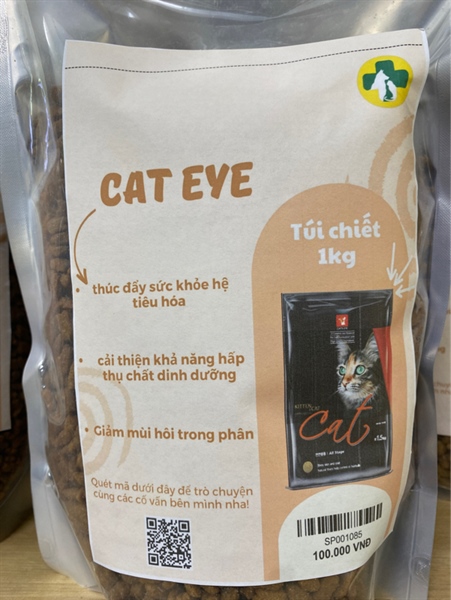 CAT EYE
Túi chiết
1kg
thúc đẩy sức khỏe hệ
tiêu hóa
cải thiện khả năng hấp
thụ chất dinh dưỡng
Giảm mùi hôi trong phân
Quét mã dưới đây để trò chuyện
cùng các cố vấn bên mình nha!
Cat
SP001085
100.000 VNĐ